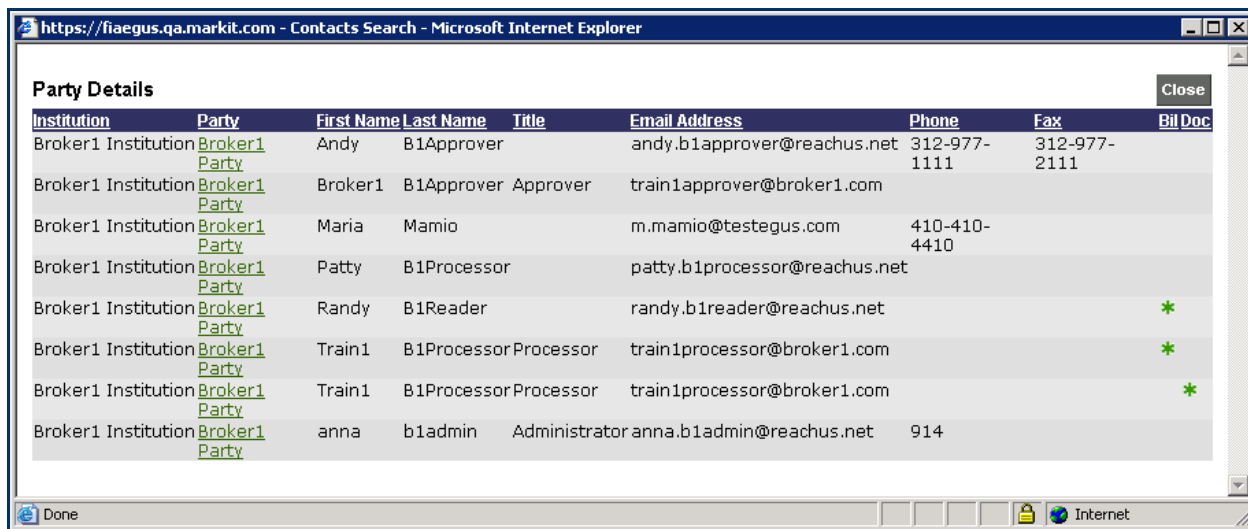 https://fiaegus.qa.markit.com - Contacts Search - Microsoft Internet Explorer
Party Details
Close
Institution Party First Name Last Name Title Email Address Phone Fax Bil Doc
Broker1 Institution Broker1 Andy B1Approver andy.b1approver@reachus.net 312-977- 312-977-
Party 1111 2111
Broker1 Institution Broker1 Broker1 B1Approver Approver train1approver@broker1.com
Party
Broker1 Institution Broker1 Maria Mamio m.mamio@testegus.com 410-410-
Party 4410
Broker1 Institution Broker1 Patty B1Processor patty.b1processor@reachus.net
Party
Broker1 Institution Broker1 Randy B1Reader randy.b1reader@reachus.net *
Party
Broker1 Institution Broker1 Train1 B1Processor Processor train1processor@broker1.com *
Party
Broker1 Institution Broker1 Train1 B1Processor Processor train1processor@broker1.com *
Party
Broker1 Institution Broker1 anna b1admin Administrator anna.b1admin@reachus.net 914
Party
Done Internet